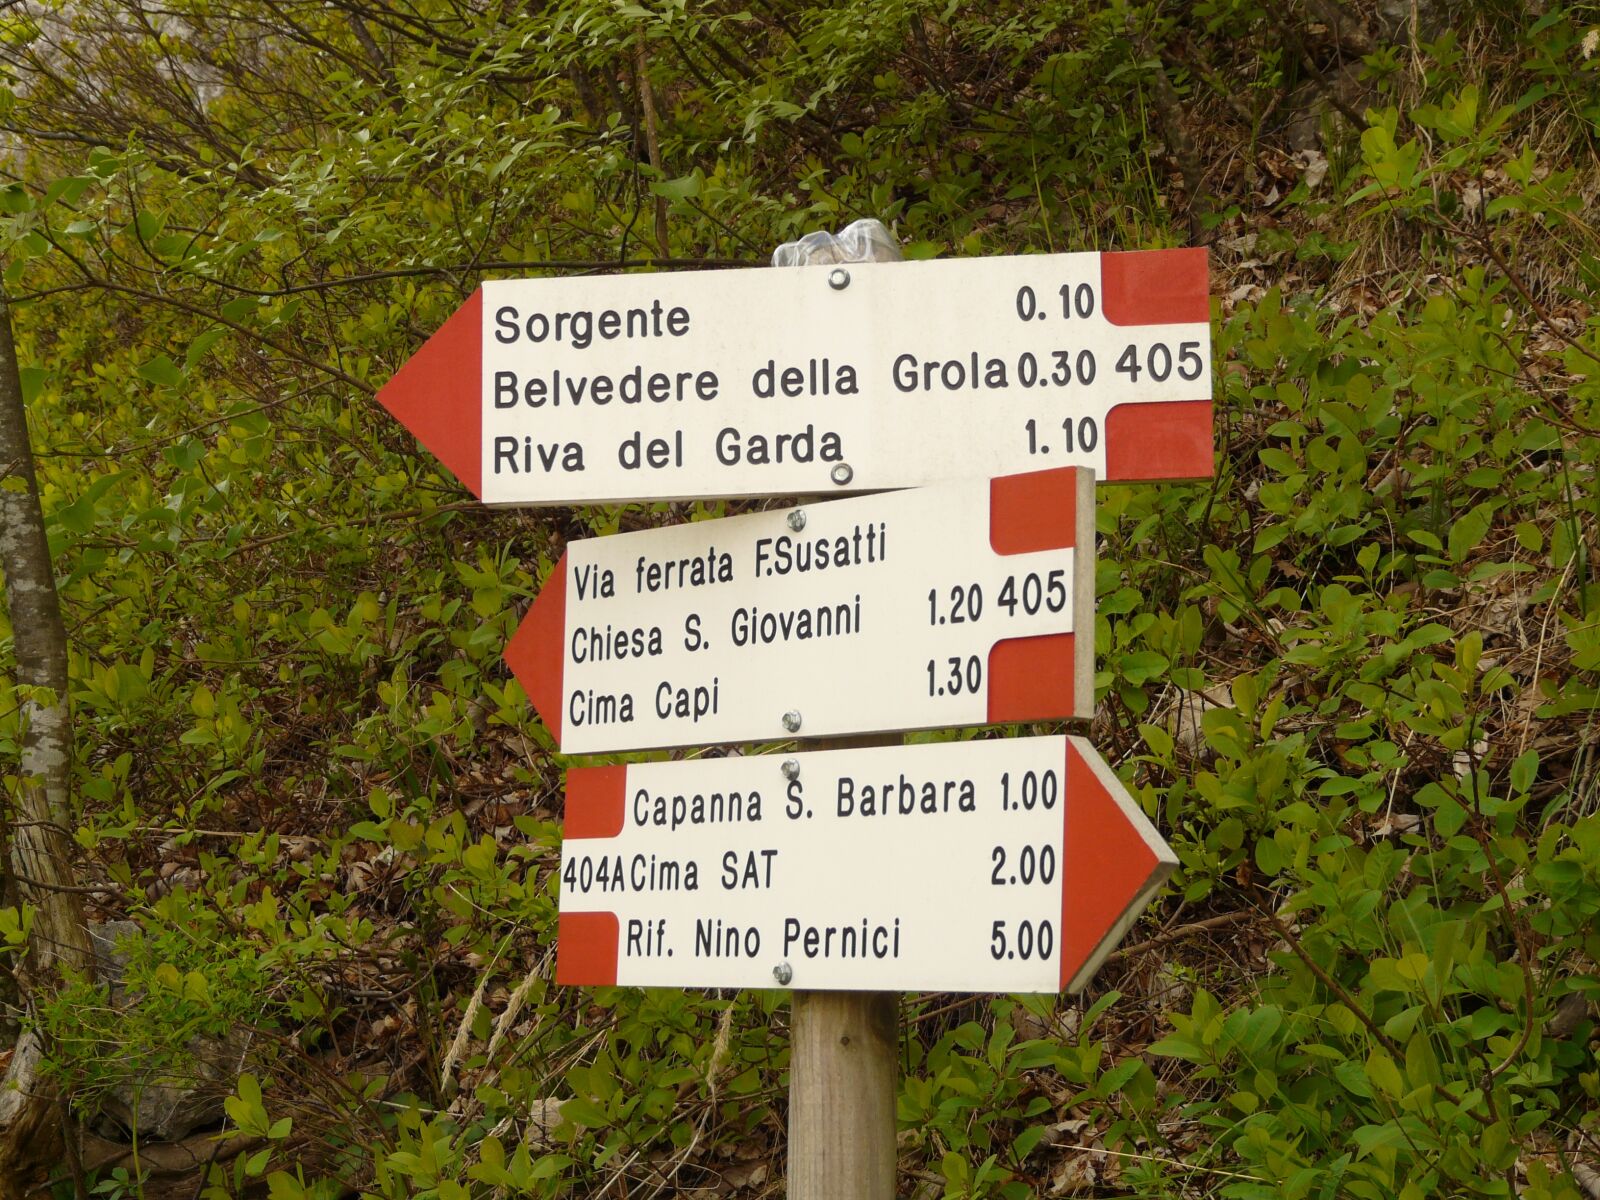 Sorgente 0.10
Belvedere della Grola 0.30 405
Riva del Garda 1.10
Via ferrata F.Susatti
Chiesa S. Giovanni 1.20 405
Cima Capi 1.30
Capanna S. Barbara 1.00
404A Cima SAT 2.00
Rif. Nino Pernici 5.00